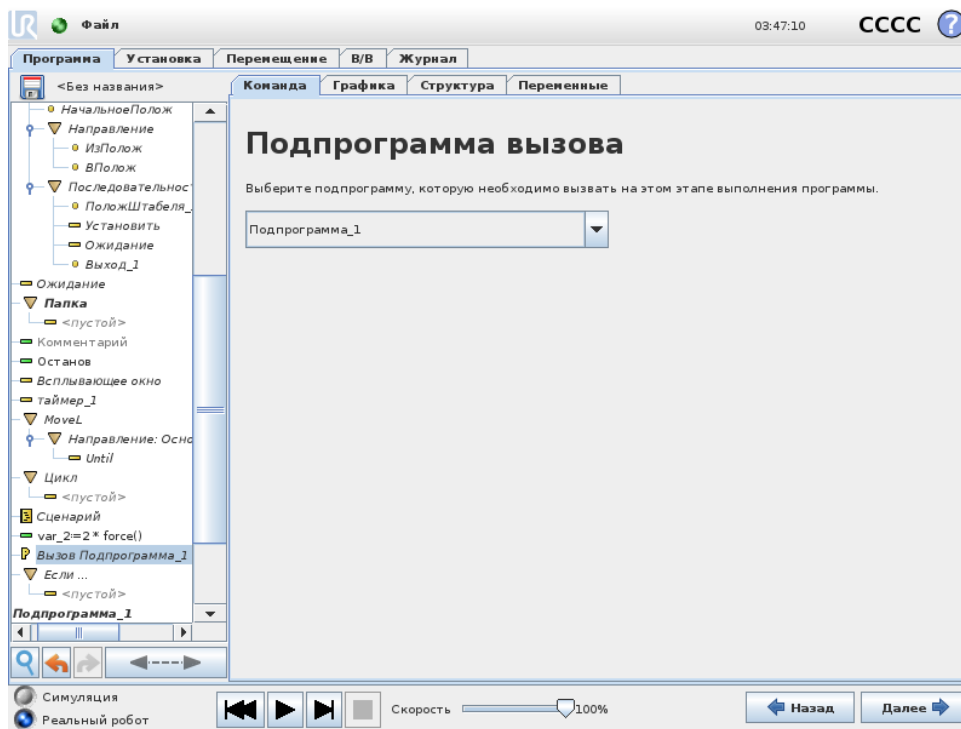 UR
Файл
03:47:10
CCCC
?
Программа
Установка
Перемещение
В/В
Журнал
<Без названия>
Команда
Графика
Структура
Переменные
НачальноеПолож
Направление
ИзПолож
ВПолож
Последовательнос
ПоложШтабеля_
Установить
Ожидание
Выход_1
Ожидание
Папка
<пустой>
Комментарий
Останов
Всплывающее окно
таймер_1
MoveL
Направление: Осно
Until
Цикл
<пустой>
Сценарий
var_2:=2 * force()
Вызов Подпрограмма_1
Если ...
<пустой>
Подпрограмма_1
Подпрограмма вызова
Выберите подпрограмму, которую необходимо вызвать на этом этапе выполнения программы.
Подпрограмма_1
Симуляция
Реальный робот
Скорость
100%
Назад
Далее